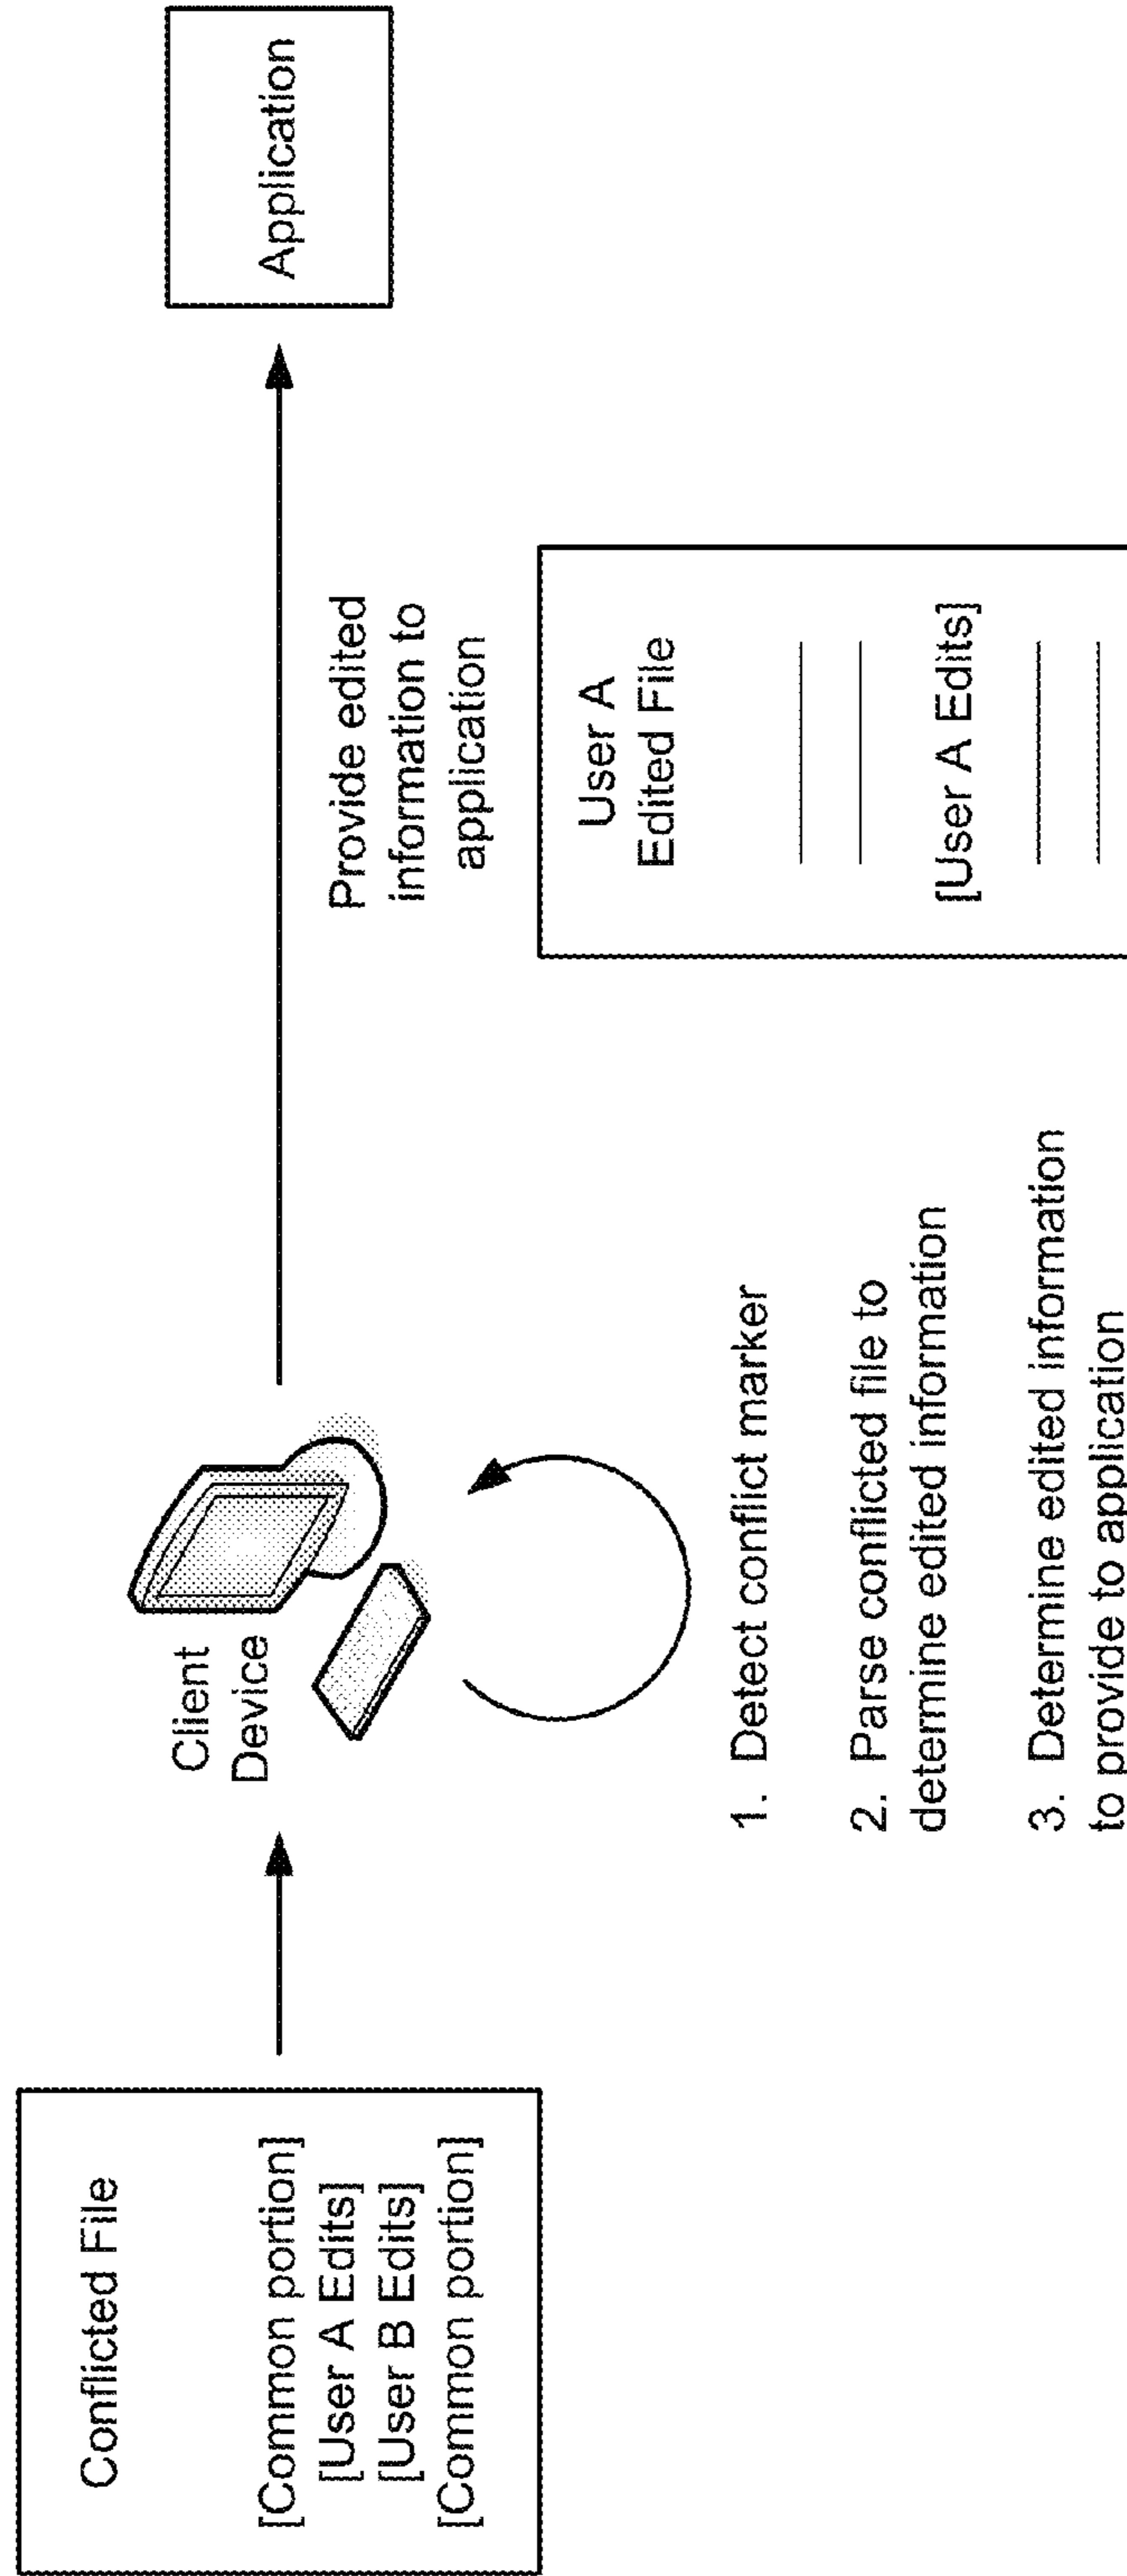 Conflicted File
[Common portion]
[User A Edits]
[User B Edits]
[Common portion]
Client
Device
1. Detect conflict marker
2. Parse conflicted file to
determine edited information
3. Determine edited information
to provide to application
Provide edited
information to
application
User A
Edited File
[User A Edits]
Application